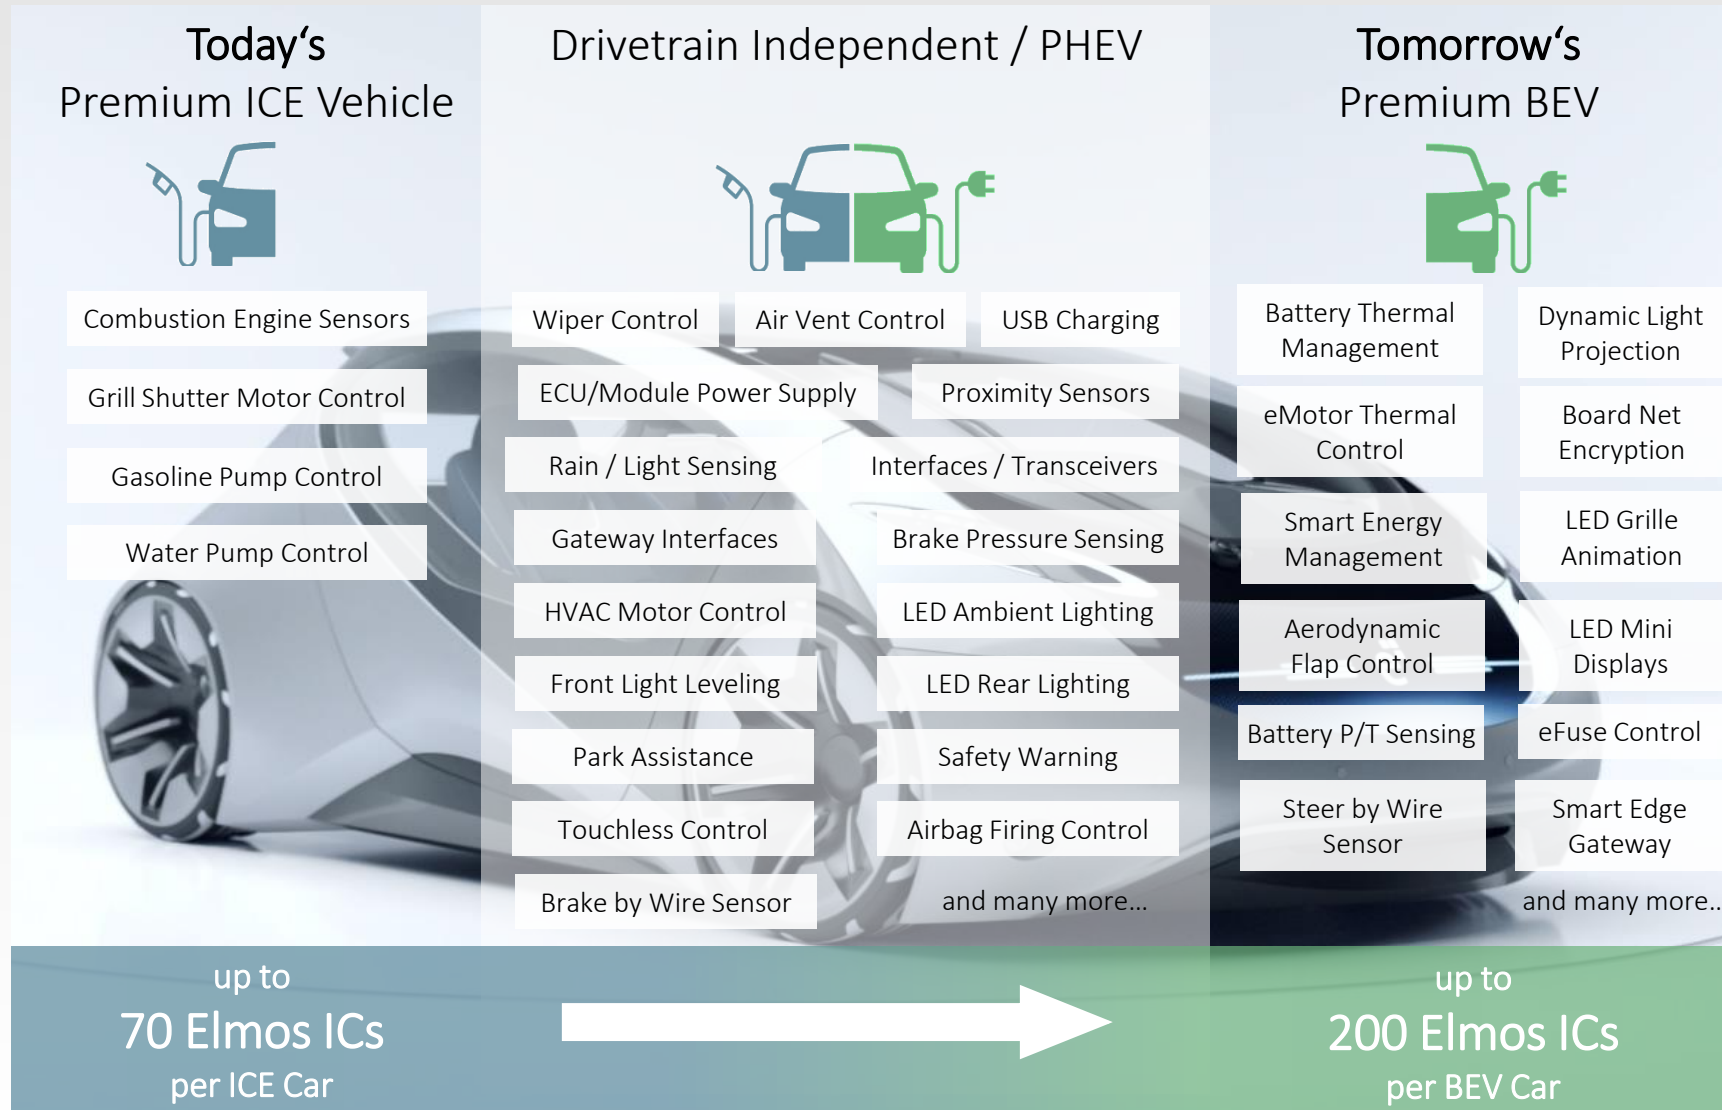 Today‘s
Premium ICE Vehicle
Combustion Engine Sensors
Grill Shutter Motor Control
Gasoline Pump Control
Water Pump Control
Drivetrain Independent / PHEV
Wiper Control
Air Vent Control
USB Charging
ECU/Module Power Supply
Proximity Sensors
Rain / Light Sensing
Interfaces / Transceivers
Gateway Interfaces
Brake Pressure Sensing
HVAC Motor Control
LED Ambient Lighting
Front Light Leveling
LED Rear Lighting
Park Assistance
Safety Warning
Touchless Control
Airbag Firing Control
Brake by Wire Sensor
and many more...
Tomorrow‘s
Premium BEV
Battery Thermal
Management
Dynamic Light
Projection
eMotor Thermal
Control
Board Net
Encryption
Smart Energy
Management
LED Grille
Animation
Aerodynamic
Flap Control
LED Mini
Displays
Battery P/T Sensing
eFuse Control
Steer by Wire
Sensor
Smart Edge
Gateway
and many more..
up to
70 Elmos ICs
per ICE Car
up to
200 Elmos ICs
per BEV Car